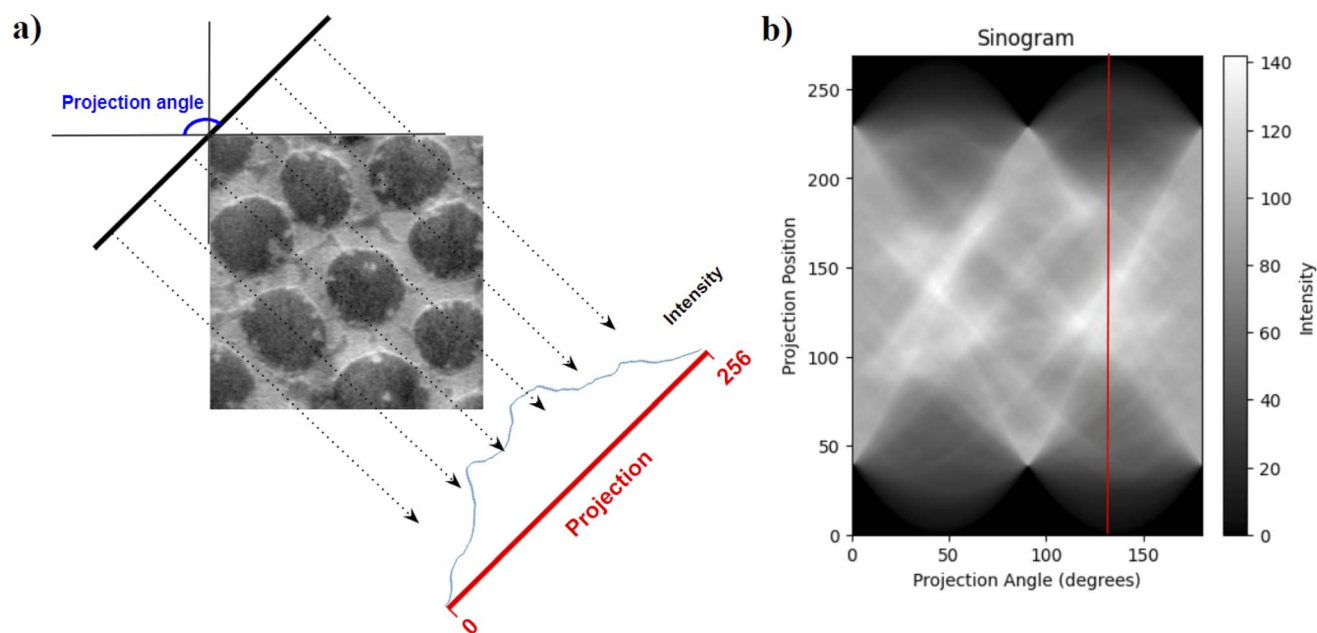 a)
Projection angle
Intensity
256
Projection
0
b)
Sinogram
Projection Position
250
200
150
100
50
0
0
50
100
150
Projection Angle (degrees)
140
120
100
80
60
40
20
0
Intensity